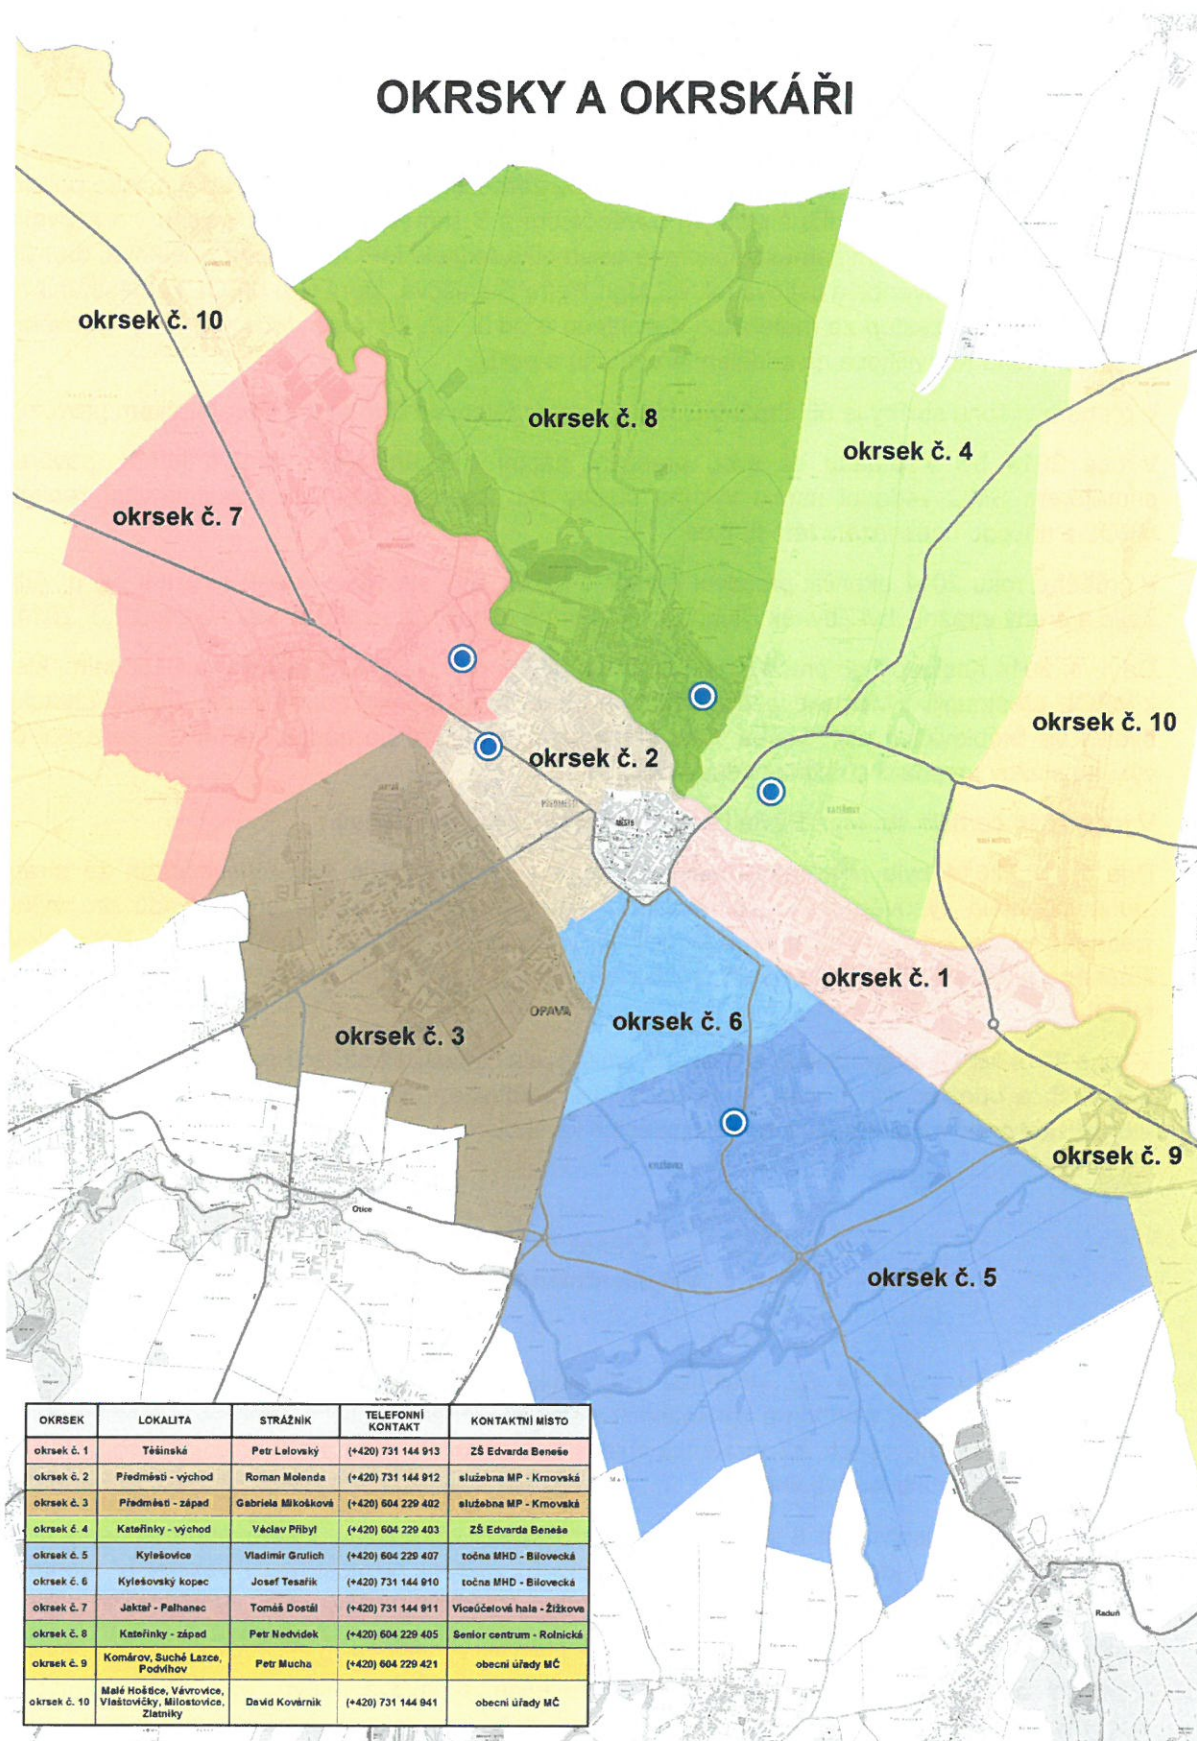 OKRSKY A OKRSKÁŘI
okrsek č. 10
okrsek č. 8
okrsek č. 4
okrsek č. 7
okrsek č. 10
okrsek č. 2
PŘEDMĚSTÍ
MĚSTO
KATEŘINKY
okrsek č. 1
OPAVA
okrsek č. 6
okrsek č. 3
okrsek č. 9
KYLEŠOVICE
Otice
okrsek č. 5
Raduň
OKRSEK LOKALITA STRÁŽNÍK TELEFONNÍ KONTAKT KONTAKTNÍ MÍSTO
okrsek č. 1 Těšínská Petr Lelovský (+420) 731 144 913 ZŠ Edvarda Beneše
okrsek č. 2 Předměstí - východ Roman Molenda (+420) 731 144 912 služebna MP - Krnovská
okrsek č. 3 Předměstí - západ Gabriela Mikošková (+420) 604 229 402 služebna MP - Krnovská
okrsek č. 4 Kateřinky - východ Václav Přibyl (+420) 604 229 403 ZŠ Edvarda Beneše
okrsek č. 5 Kylešovice Vladimír Grulich (+420) 604 229 407 točna MHD - Bílovecká
okrsek č. 6 Kylešovský kopec Josef Tesařík (+420) 731 144 910 točna MHD - Bílovecká
okrsek č. 7 Jaktař - Palhanec Tomáš Dostál (+420) 731 144 911 Víceúčelová hala - Žižkova
okrsek č. 8 Kateřinky - západ Petr Nedvídek (+420) 604 229 405 Senior centrum - Rolnická
okrsek č. 9 Komárov, Suché Lazce, Podvihov Petr Mucha (+420) 604 229 421 obecní úřady MČ
okrsek č. 10 Malé Hoštice, Vávrovice, Vlaštovičky, Milostovice, Zlatníky David Kovárník (+420) 731 144 941 obecní úřady MČ